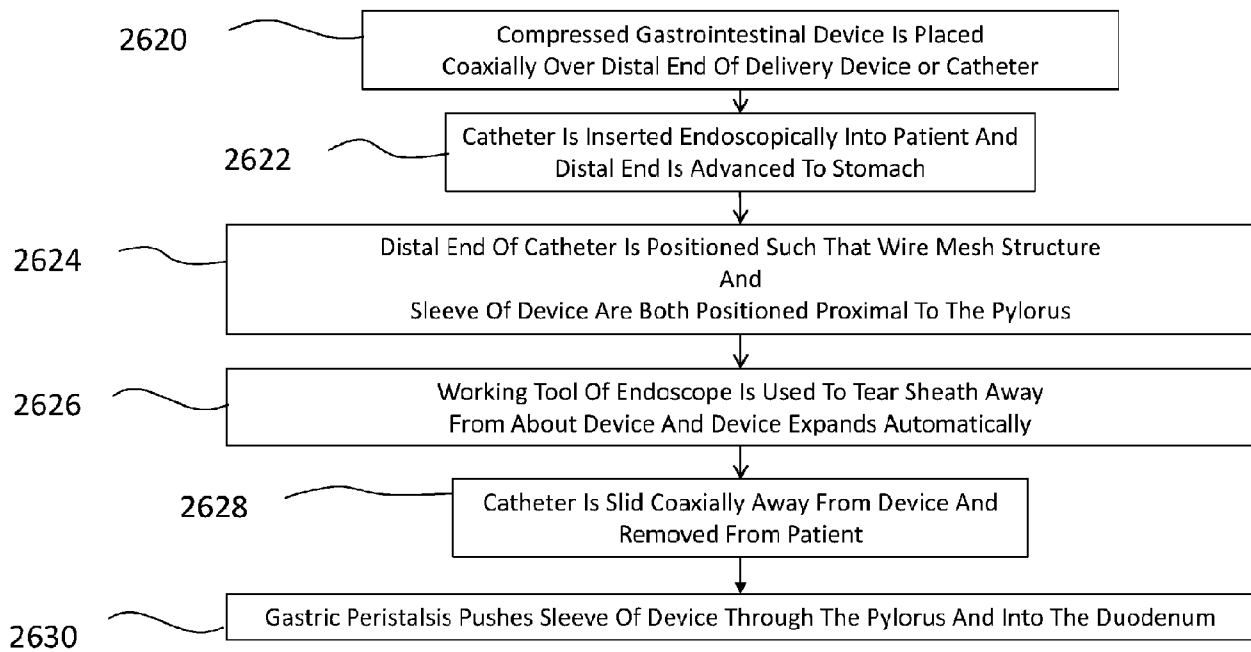 2620
Compressed Gastrointestinal Device Is Placed
Coaxially Over Distal End Of Delivery Device or Catheter
2622
Catheter Is Inserted Endoscopically Into Patient And
Distal End Is Advanced To Stomach
2624
Distal End Of Catheter Is Positioned Such That Wire Mesh Structure
And
Sleeve Of Device Are Both Positioned Proximal To The Pylorus
2626
Working Tool Of Endoscope Is Used To Tear Sheath Away
From About Device And Device Expands Automatically
2628
Catheter Is Slid Coaxially Away From Device And
Removed From Patient
2630
Gastric Peristalsis Pushes Sleeve Of Device Through The Pylorus And Into The Duodenum